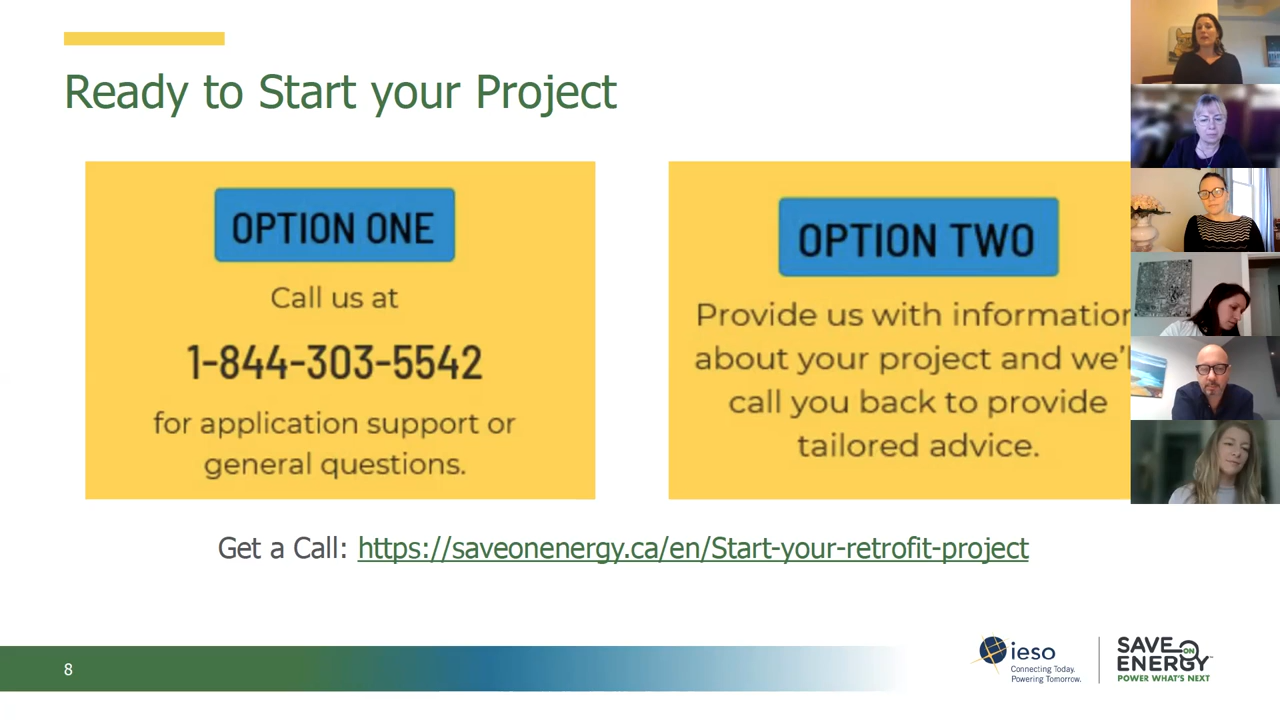 Ready to Start your Project
OPTION ONE
Call us at
1-844-303-5542
for application support or
general questions.
OPTION TWO
Provide us with information
about your project and we'l
call you back to provide
tailored advice.
Get a Call: https://saveonenergy.ca/en/Start-your-retrofit-project
8
ieso
Connecting Today.
Powering Tomorrow.
SAVE
ON
ENERGY
POWER WHAT'S NEXT